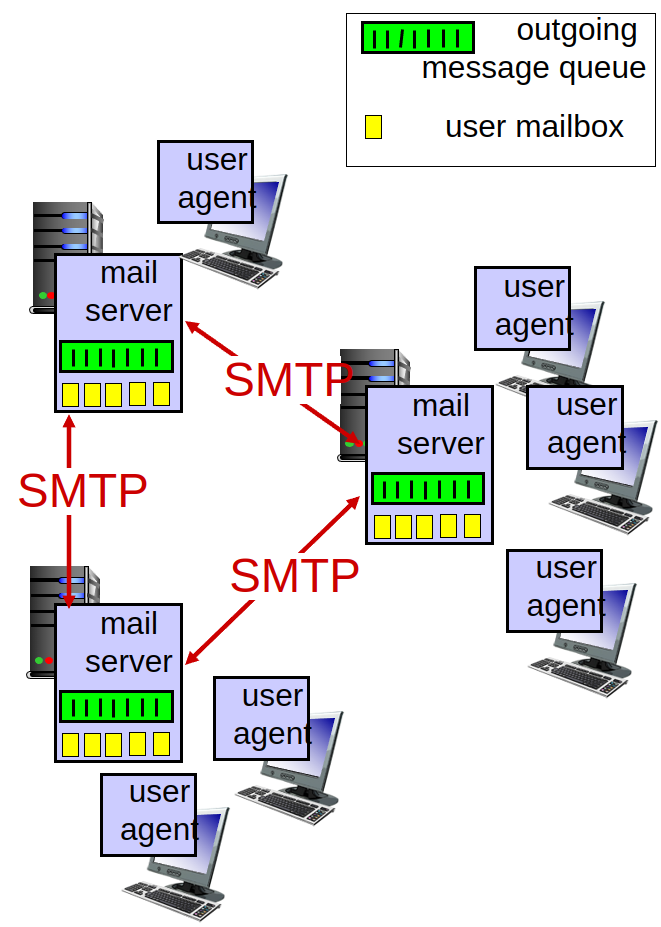 outgoing
message queue
user mailbox
user
agent
mail
server
SMTP
user
agent
mail
server
user
agent
SMTP
SMTP
user
agent
mail
server
user
agent
user
agent